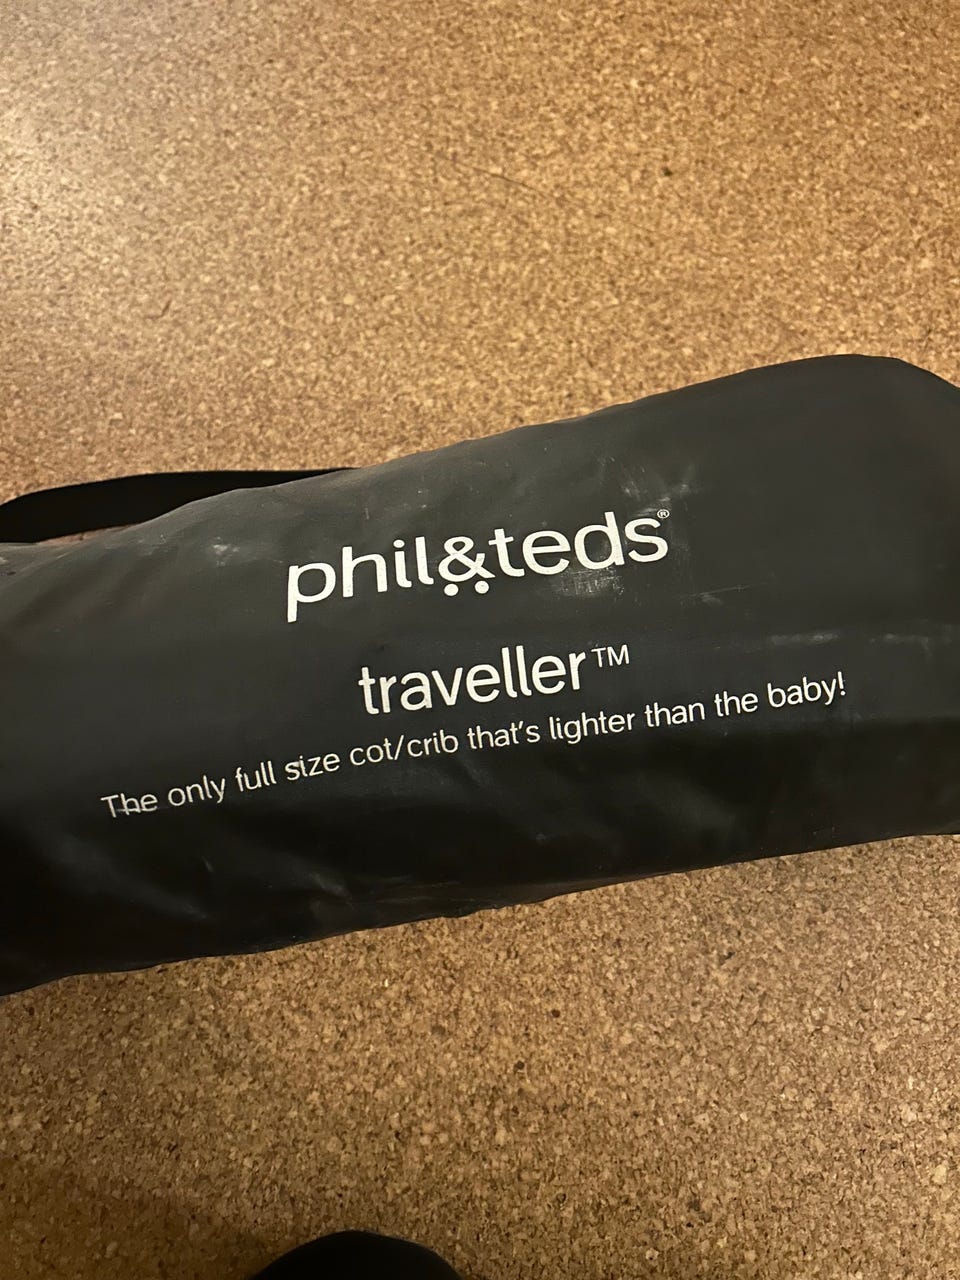 phil&teds®
traveller™
The only full size cot/crib that's lighter than the baby!